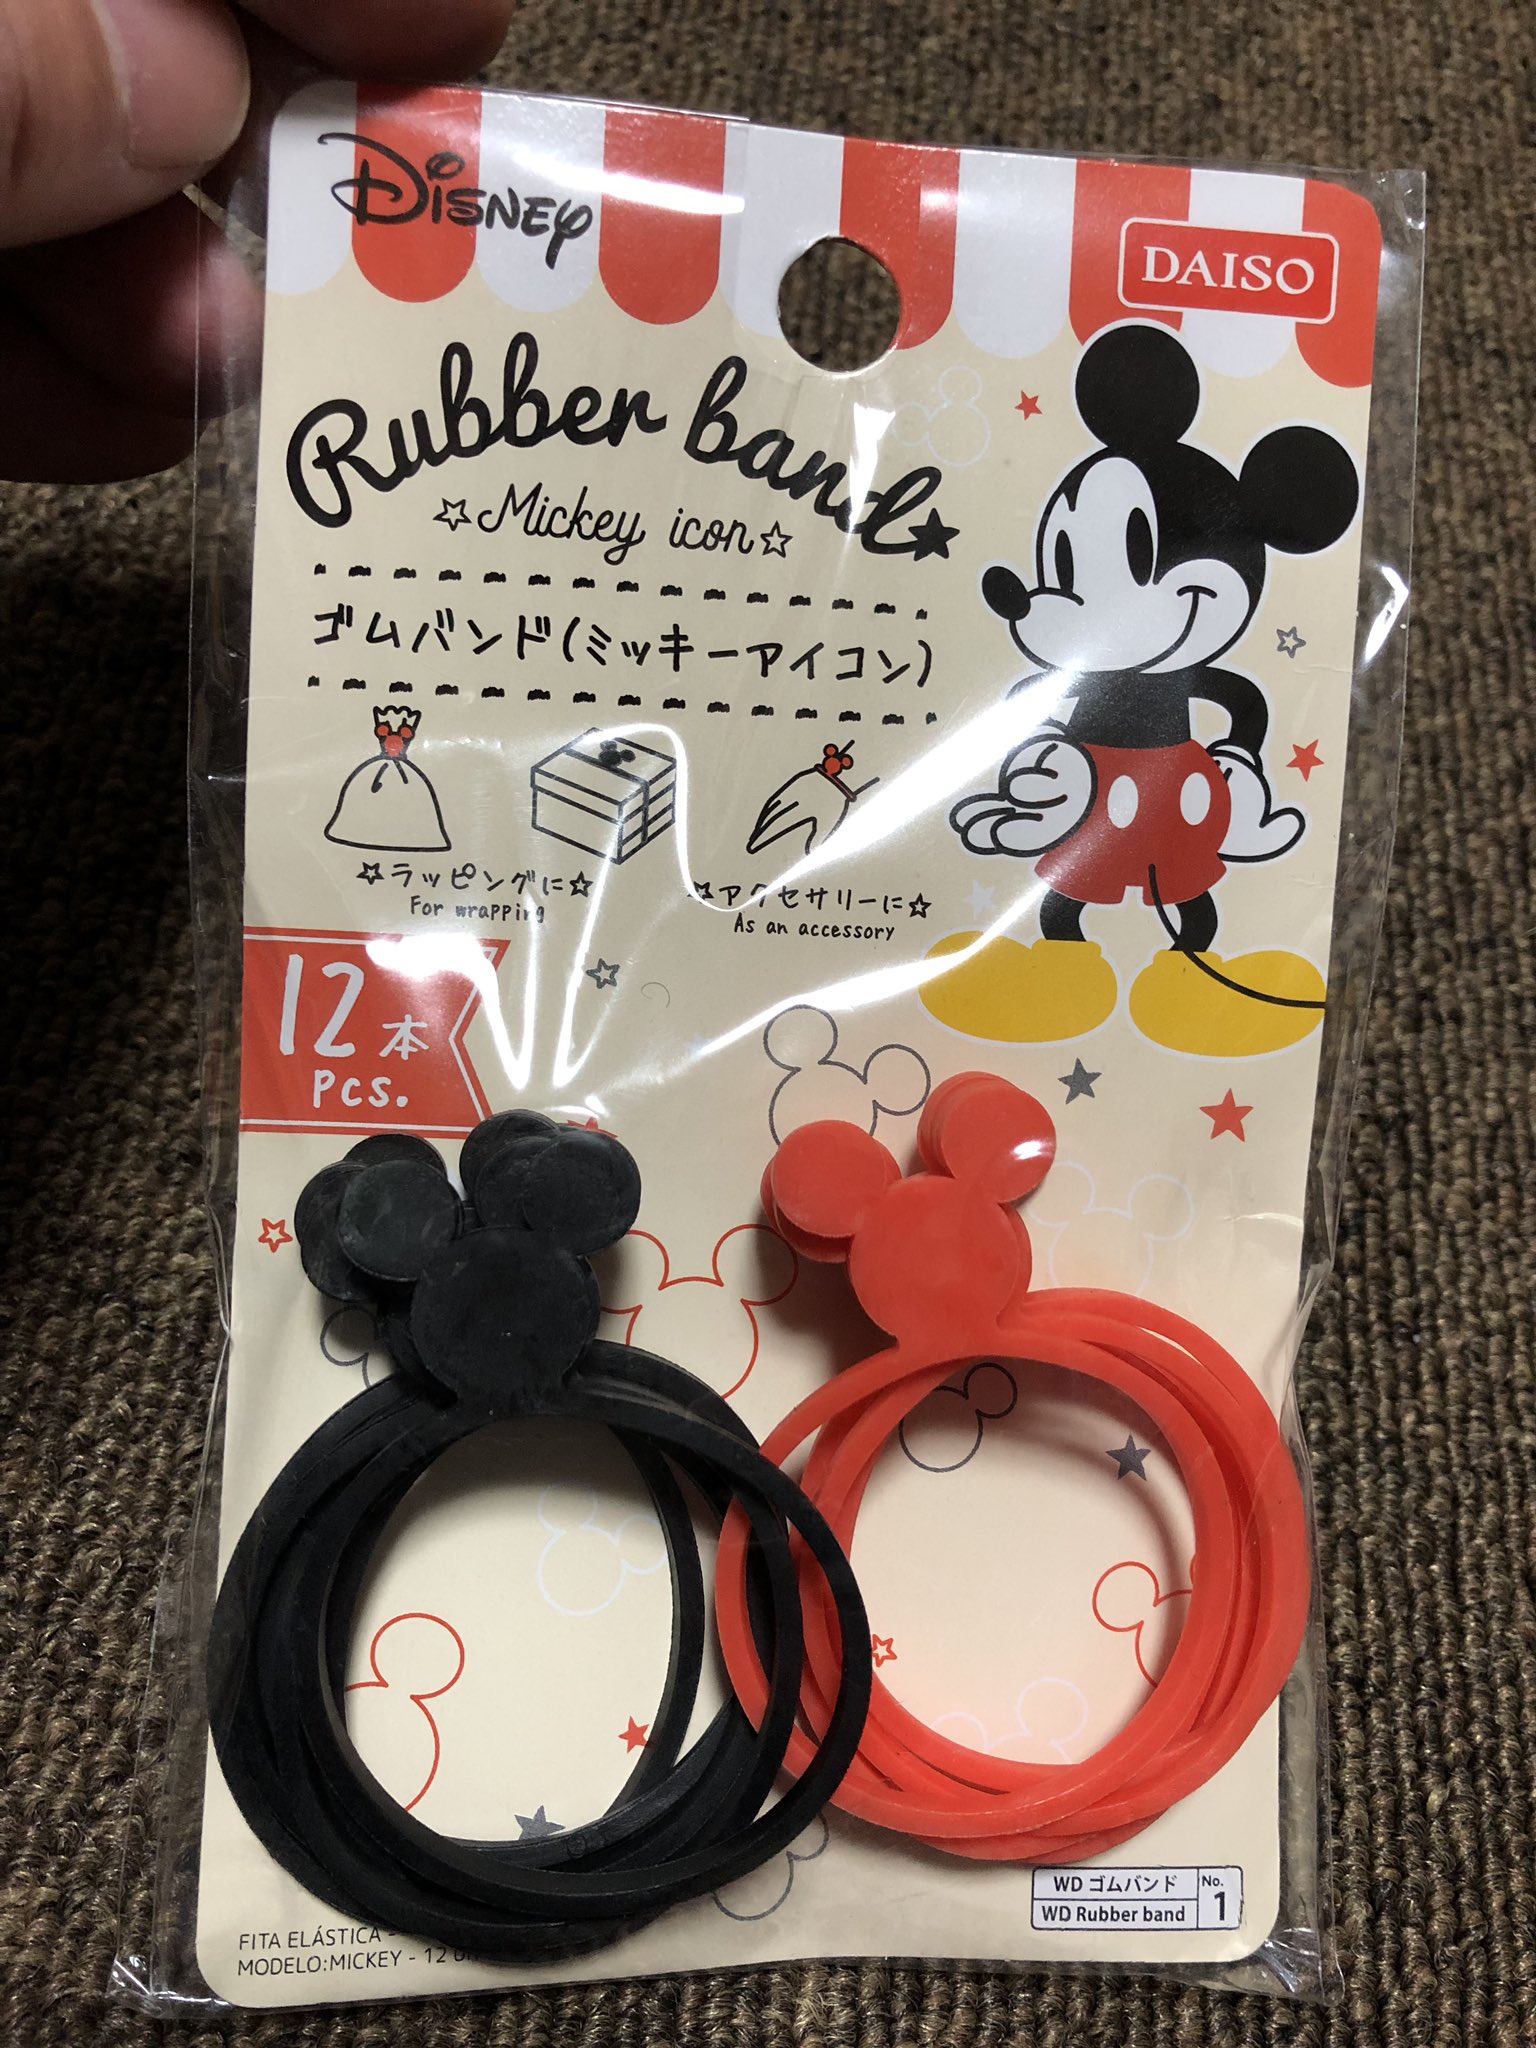 Disney
DAISO
Rubber band★
☆Mickey icon☆
ゴムバンド(ミッキーアイコン)
☆ラッピングに☆
For wrapping
☆アクセサリーに☆
As an accessory
12本
Pcs.
WD ゴムバンド
WD Rubber band
No.
1
FITA ELÁSTICA -
MODELO:MICKEY - 12